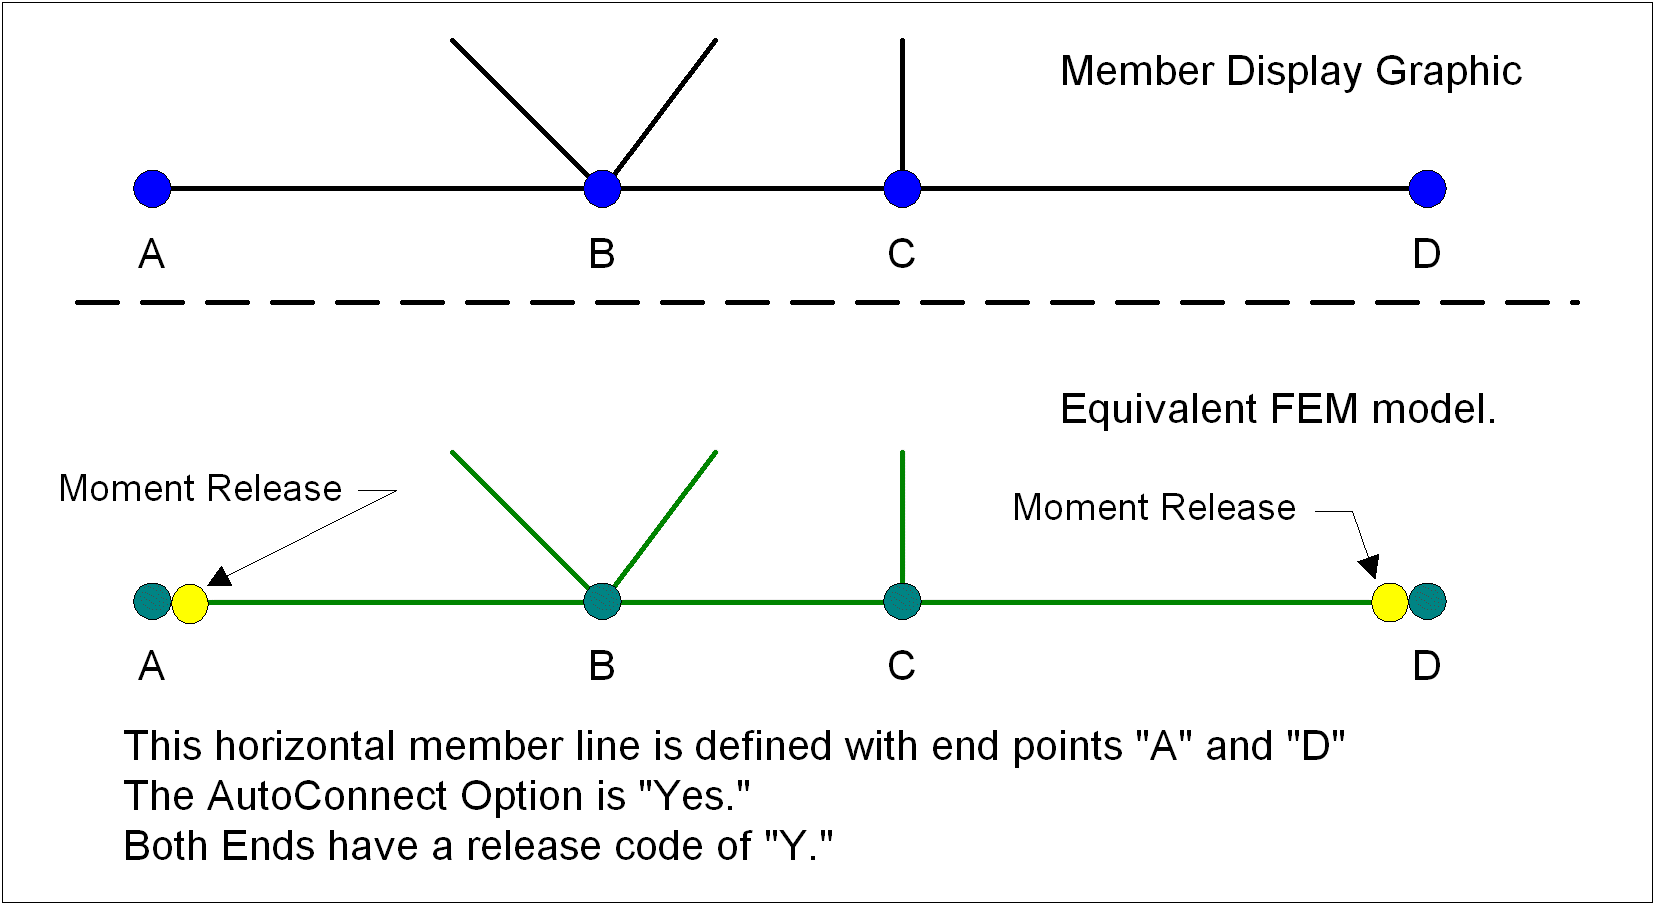 Member Display Graphic
A B C D
Equivalent FEM model.
Moment Release
Moment Release
A B C D
This horizontal member line is defined with end points "A" and "D"
The AutoConnect Option is "Yes."
Both Ends have a release code of "Y."